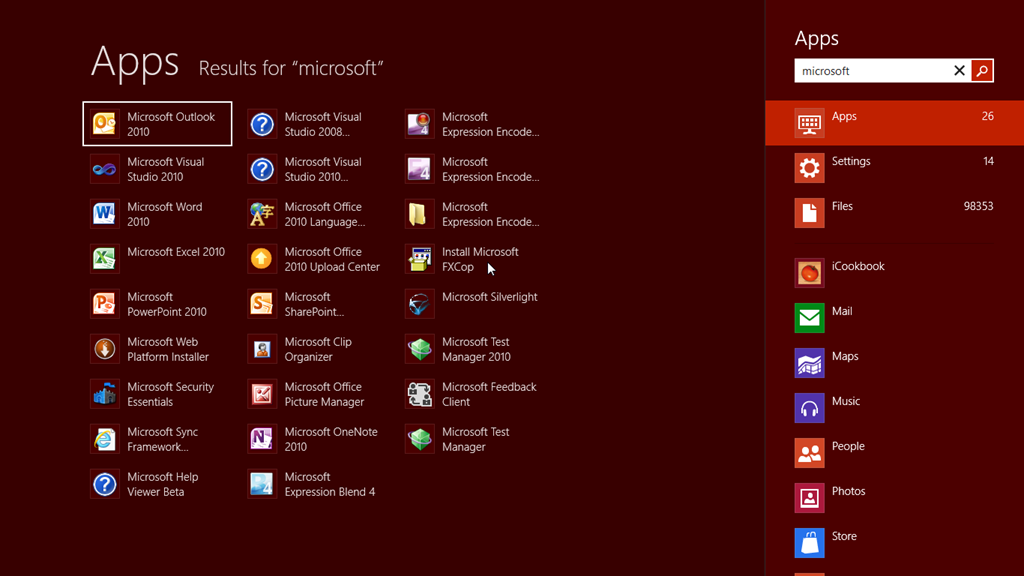 Apps Results for “microsoft”
Microsoft Outlook
2010
Microsoft Visual
Studio 2010
Microsoft Word
2010
Microsoft Excel 2010
Microsoft
PowerPoint 2010
Microsoft Web
Platform Installer
Microsoft Security
Essentials
Microsoft Sync
Framework...
Microsoft Help
Viewer Beta
Microsoft Visual
Studio 2008...
Microsoft Visual
Studio 2010...
Microsoft Office
2010 Language...
Microsoft Office
2010 Upload Center
Microsoft
SharePoint...
Microsoft Clip
Organizer
Microsoft Office
Picture Manager
Microsoft OneNote
2010
Microsoft
Expression Blend 4
Microsoft
Expression Encode...
Microsoft
Expression Encode...
Microsoft
Expression Encode...
Install Microsoft
FXCop
Microsoft Silverlight
Microsoft Test
Manager 2010
Microsoft Feedback
Client
Microsoft Test
Manager
Apps
microsoft
Apps 26
Settings 14
Files 98353
iCookbook
Mail
Maps
Music
People
Photos
Store